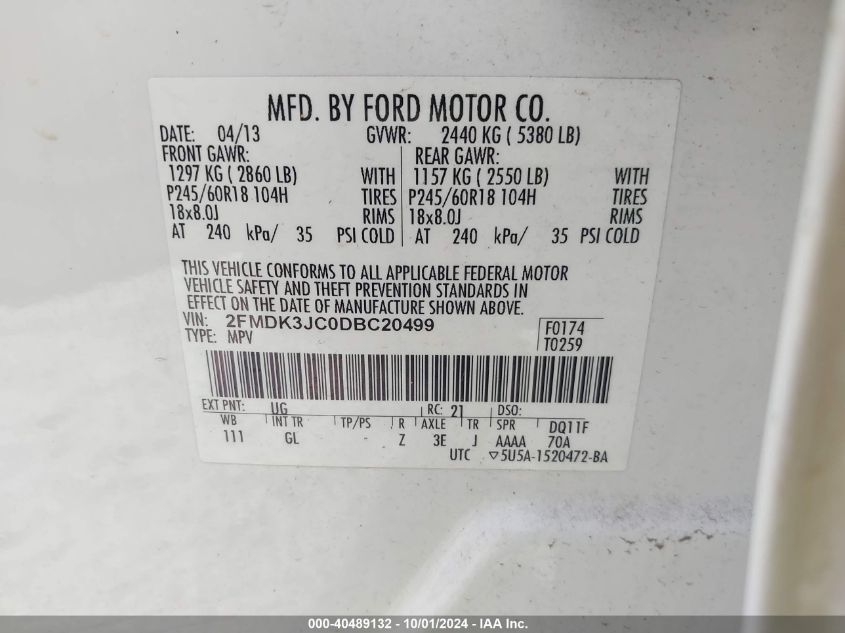 MFD. BY FORD MOTOR CO.
DATE: 04/13 GVWR: 2440 KG ( 5380 LB)
FRONT GAWR: REAR GAWR:
1297 KG ( 2860 LB) WITH 1157 KG ( 2550 LB) WITH
P245/60R18 104H TIRES P245/60R18 104H TIRES
18x8.0J RIMS 18x8.0J RIMS
AT 240 kPa/ 35 PSI COLD AT 240 kPa/ 35 PSI COLD
THIS VEHICLE CONFORMS TO ALL APPLICABLE FEDERAL MOTOR
VEHICLE SAFETY AND THEFT PREVENTION STANDARDS IN
EFFECT ON THE DATE OF MANUFACTURE SHOWN ABOVE.
VIN: 2FMDK3JC0DBC20499 F0174
TYPE: MPV T0259
EXT PNT: UG RC: 21 DSO:
WB INT TR TP/PS R AXLE TR SPR DQ11F
111 GL - Z 3E J AAAA 70A
UTC ▽5U5A-1520472-BA
000-40489132 - 10/01/2024 - IAA Inc.